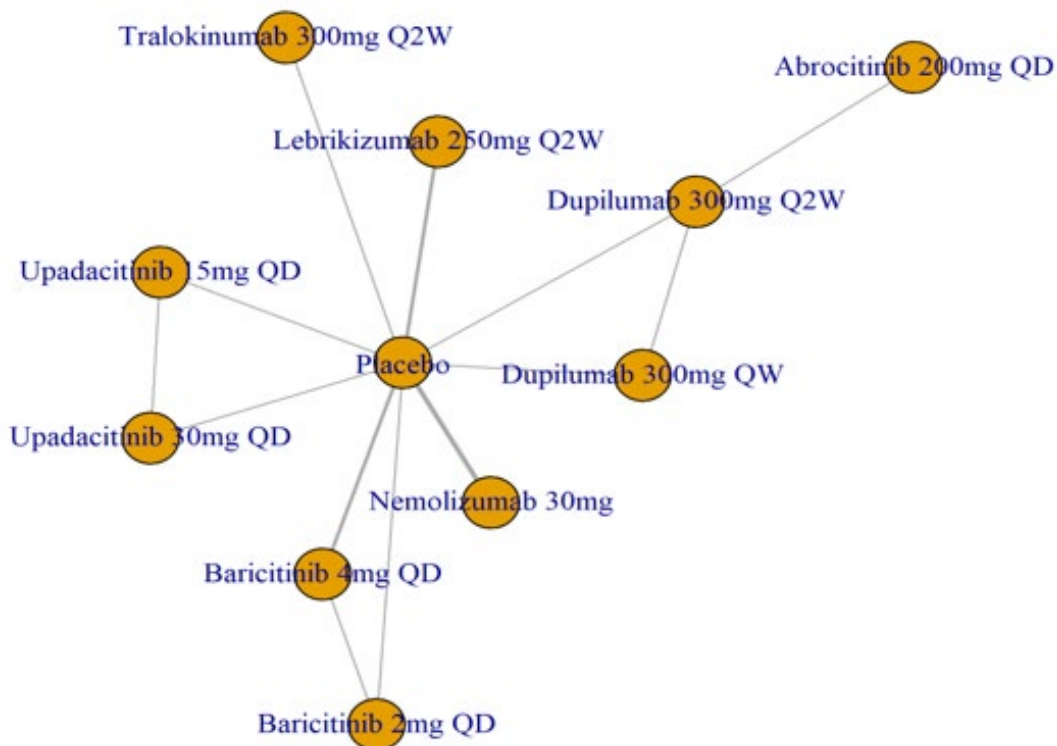 Tralokinumab 300mg Q2W
Abrocitinib 200mg QD
Lebrikizumab 250mg Q2W
Dupilumab 300mg Q2W
Upadacitinib 15mg QD
Placebo
Dupilumab 300mg QW
Upadacitinib 30mg QD
Nemolizumab 30mg
Baricitinib 4mg QD
Baricitinib 2mg QD